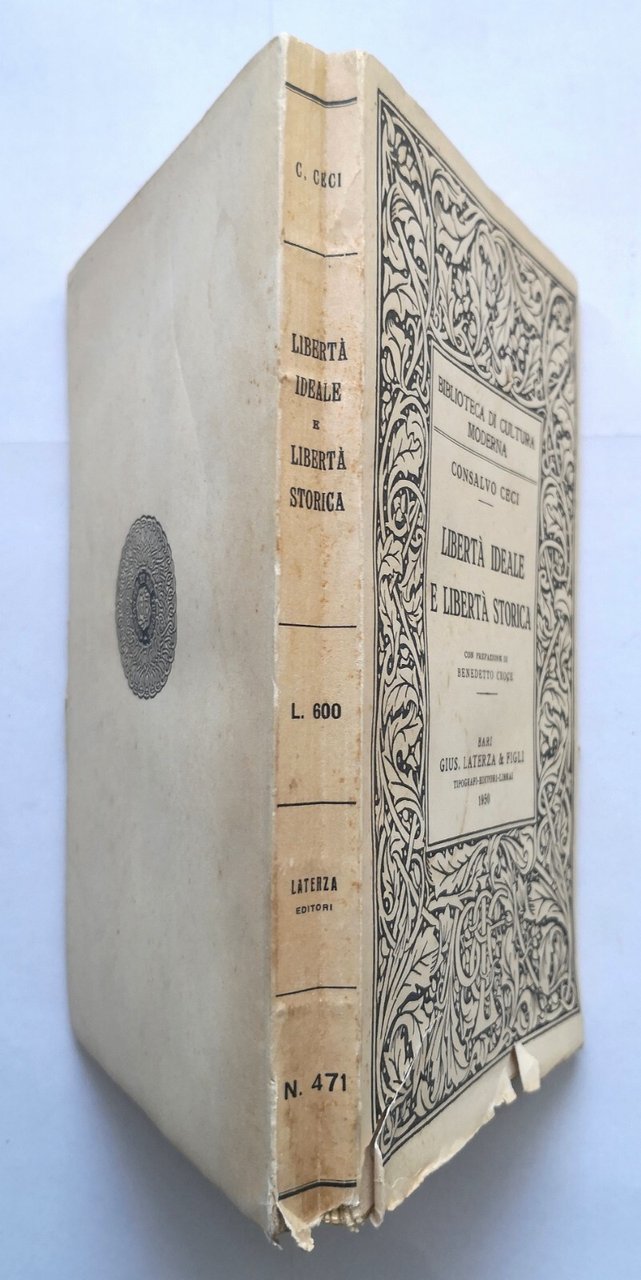 C. CECI
LIBERTÀ
IDEALE
E
LIBERTÀ
STORICA
L. 600
LATERZA
EDITORI
N. 471
BIBLIOTECA DI CULTURA
MODERNA
CONSALVO CECI
LIBERTÀ IDEALE
E LIBERTÀ STORICA
CON PREFAZIONE DI
BENEDETTO CROCE
BARI
GIUS. LATERZA & FIGLI
TIPOGRAFI-EDITORI-LIBRAI
1950